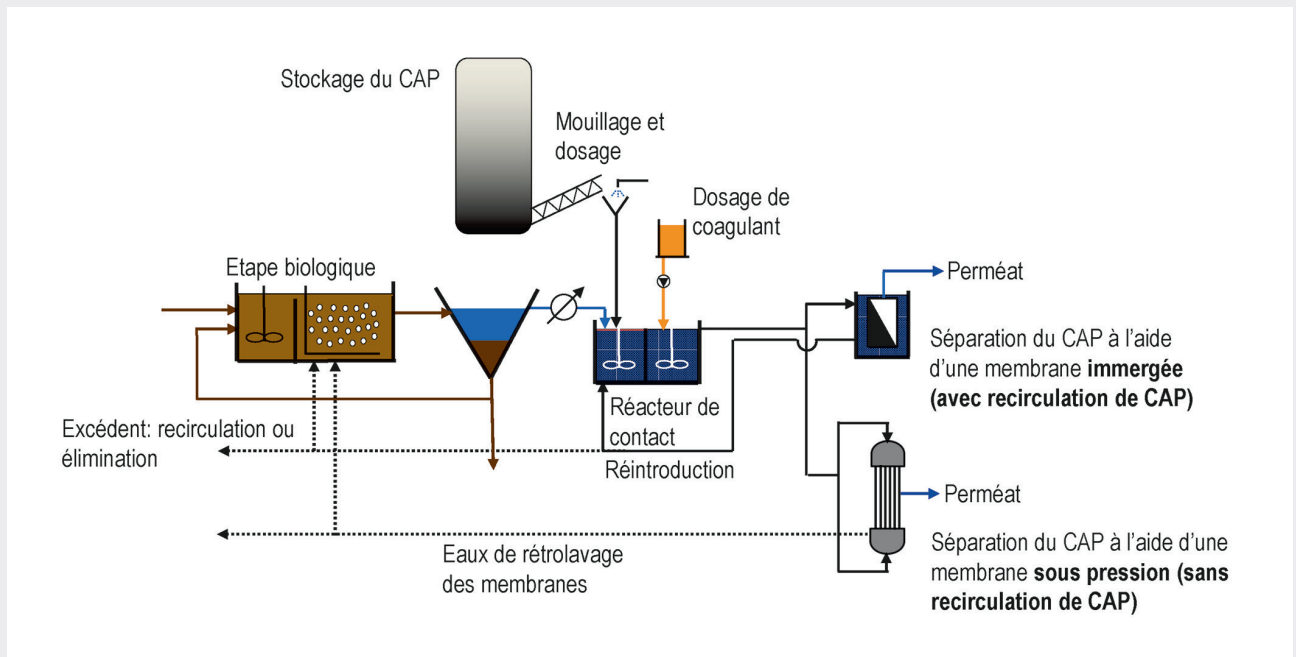 Stockage du CAP
Mouillage et
dosage
Dosage de
coagulant
Etape biologique
Perméat
Séparation du CAP à l’aide
d’une membrane immergée
(avec recirculation de CAP)
Réacteur de
contact
Excédent: recirculation ou
élimination
Réintroduction
Perméat
Séparation du CAP à l’aide d’une
membrane sous pression (sans
recirculation de CAP)
Eaux de rétrolavage
des membranes